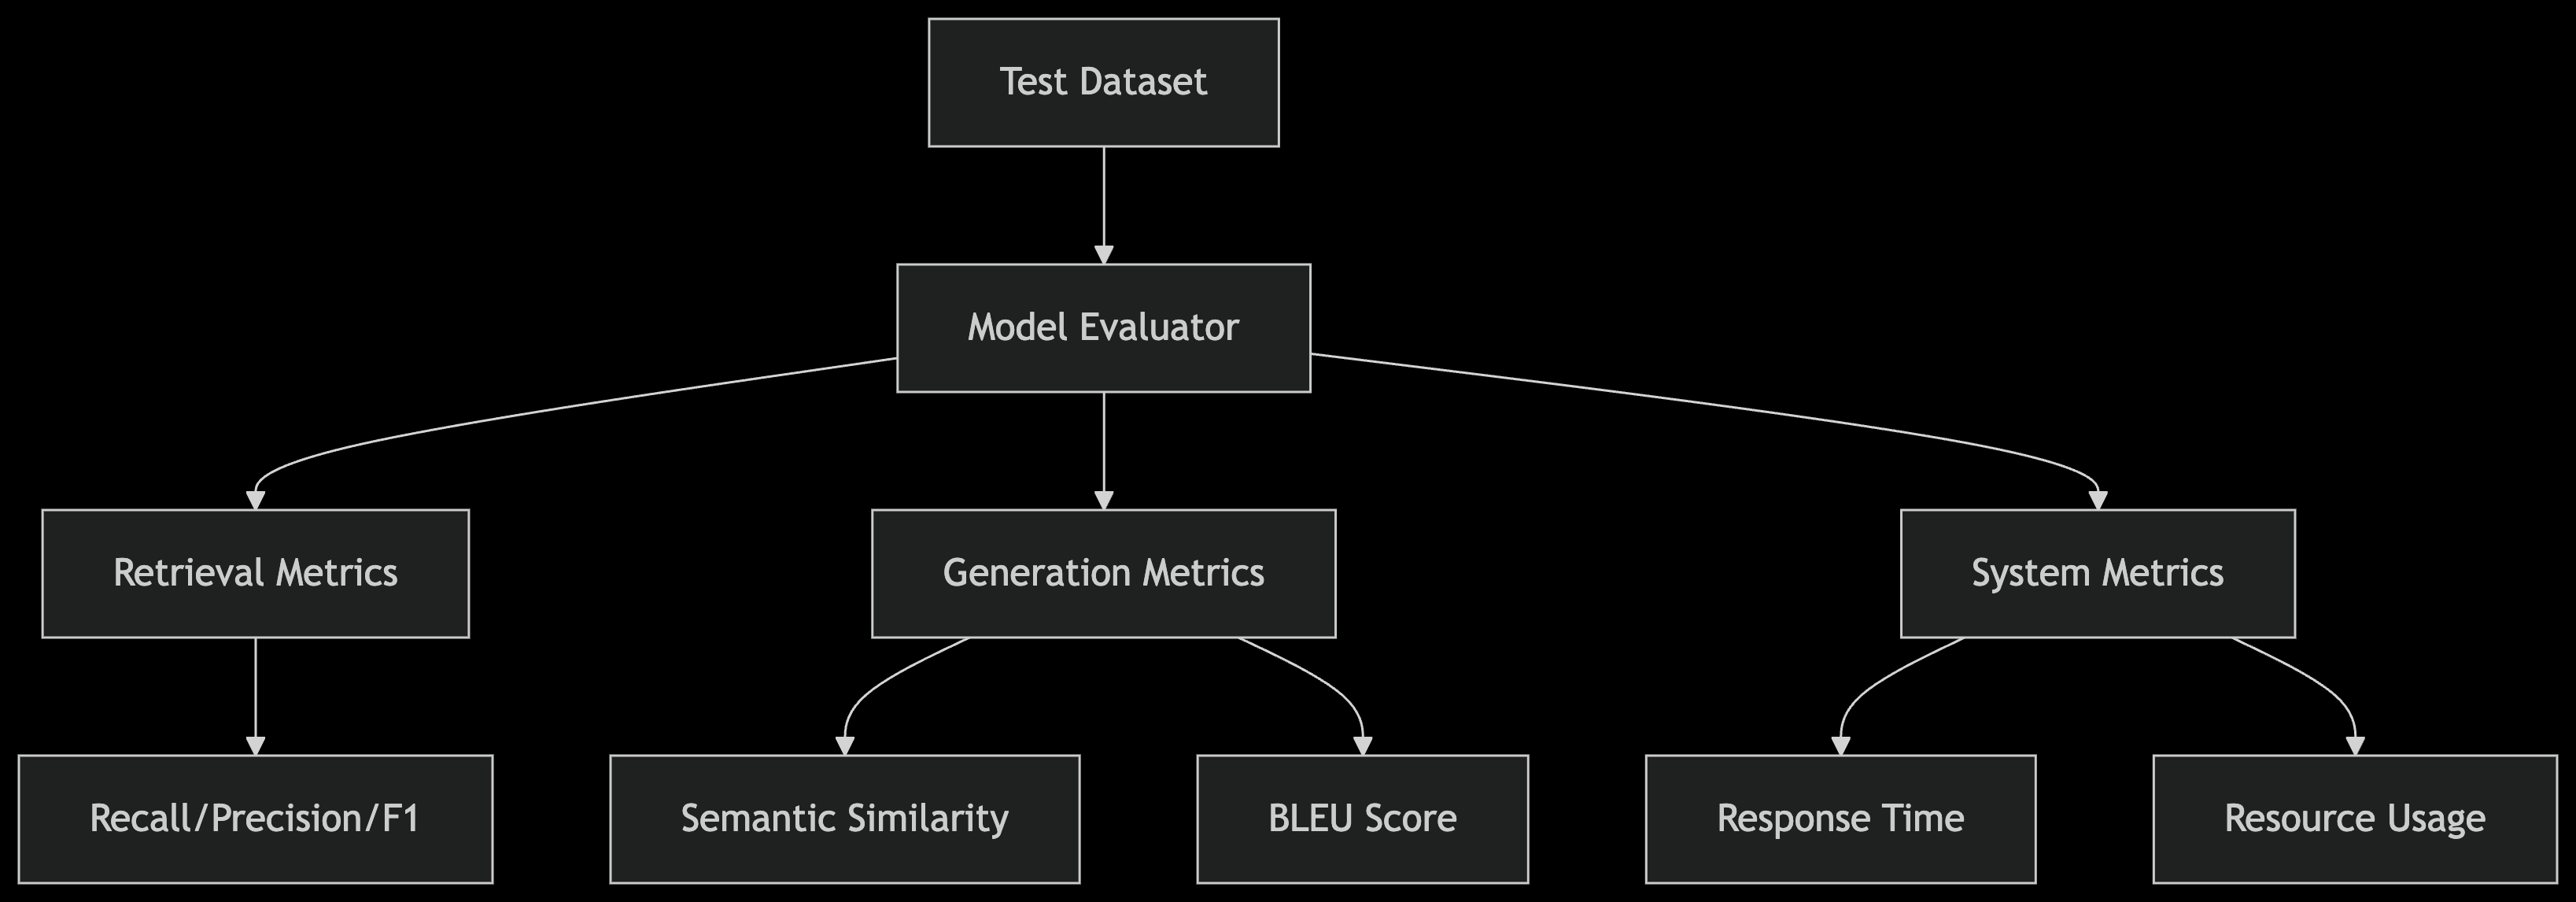 Test Dataset
Model Evaluator
Retrieval Metrics
Generation Metrics
System Metrics
Recall/Precision/F1
Semantic Similarity
BLEU Score
Response Time
Resource Usage